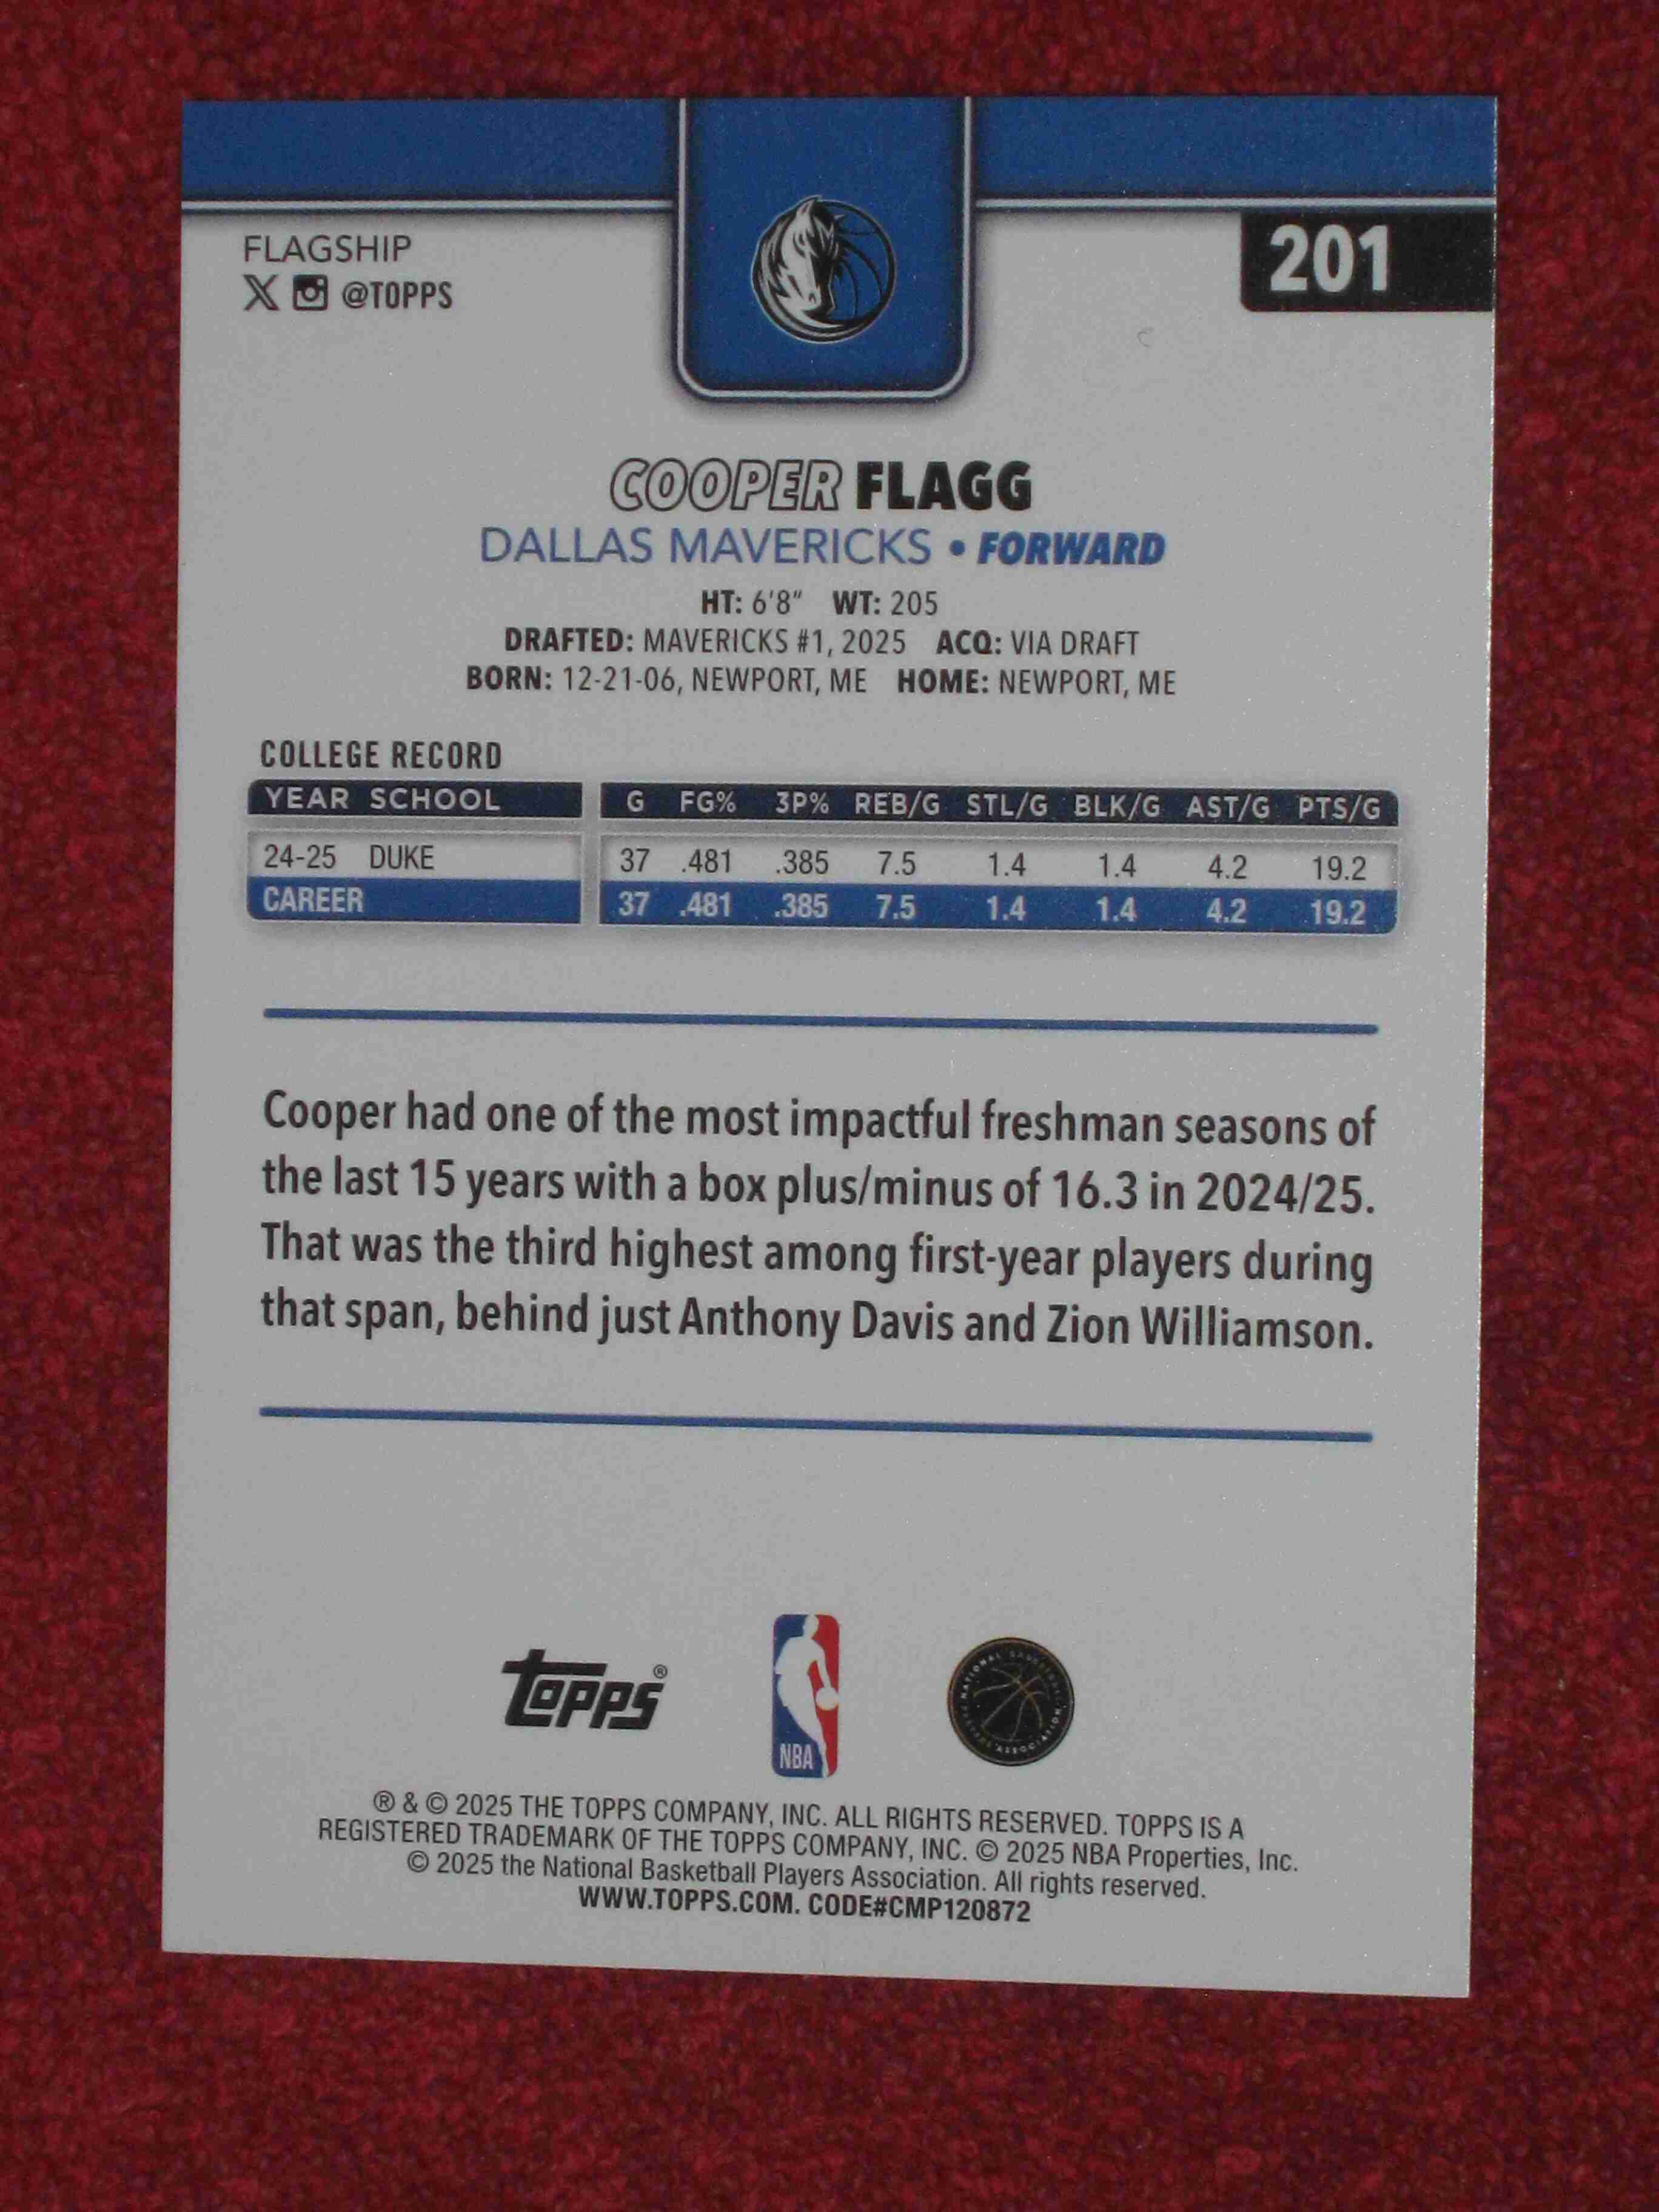 FLAGSHIP
X @TOPPS
201
COOPER FLAGG
DALLAS MAVERICKS • FORWARD
HT: 6'8" WT: 205
DRAFTED: MAVERICKS #1, 2025 ACQ: VIA DRAFT
BORN: 12-21-06, NEWPORT, ME HOME: NEWPORT, ME
COLLEGE RECORD
YEAR SCHOOL G FG% 3P% REB/G STL/G BLK/G AST/G PTS/G
24-25 DUKE 37 .481 .385 7.5 1.4 1.4 4.2 19.2
CAREER 37 .481 .385 7.5 1.4 1.4 4.2 19.2
Cooper had one of the most impactful freshman seasons of
the last 15 years with a box plus/minus of 16.3 in 2024/25.
That was the third highest among first-year players during
that span, behind just Anthony Davis and Zion Williamson.
topps®
NBA
NATIONAL BASKETBALL PLAYERS ASSOCIATION
® & © 2025 THE TOPPS COMPANY, INC. ALL RIGHTS RESERVED. TOPPS IS A
REGISTERED TRADEMARK OF THE TOPPS COMPANY, INC. © 2025 NBA Properties, Inc.
© 2025 the National Basketball Players Association. All rights reserved.
WWW.TOPPS.COM. CODE#CMP120872